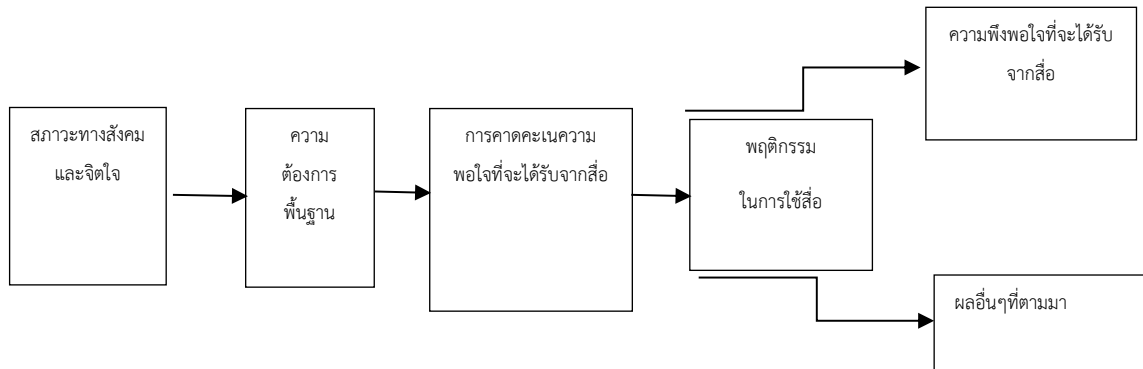 สภาวะทางสังคม
และจิตใจ
ความ
ต้องการ
พื้นฐาน
การคาดคะเนความ
พอใจที่จะได้รับจากสื่อ
พฤติกรรม
ในการใช้สื่อ
ความพึงพอใจที่จะได้รับ
จากสื่อ
ผลอื่นๆที่ตามมา